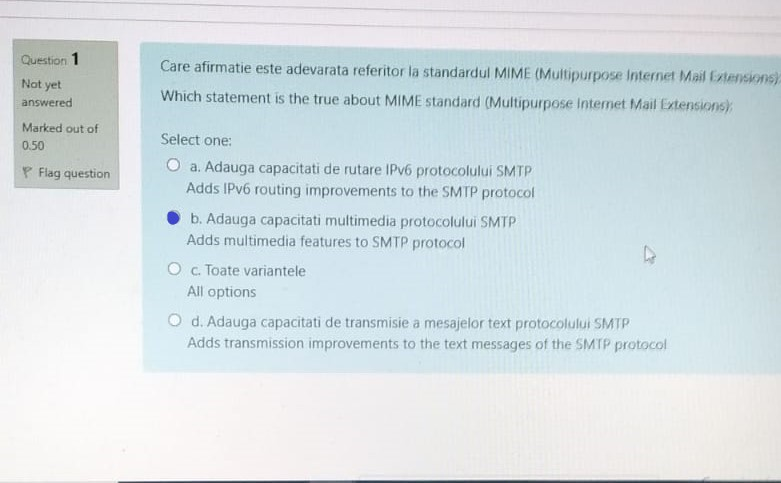 Question 1
Not yet
answered
Marked out of
0.50
Flag question
Care afirmatie este adevarata referitor la standardul MIME (Multipurpose Internet Mail Extensions):
Which statement is the true about MIME standard (Multipurpose Internet Mail Extensions):
Select one:
a. Adauga capacitati de rutare IPv6 protocolului SMTP
Adds IPv6 routing improvements to the SMTP protocol
b. Adauga capacitati multimedia protocolului SMTP
Adds multimedia features to SMTP protocol
c. Toate variantele
All options
d. Adauga capacitati de transmisie a mesajelor text protocolului SMTP
Adds transmission improvements to the text messages of the SMTP protocol